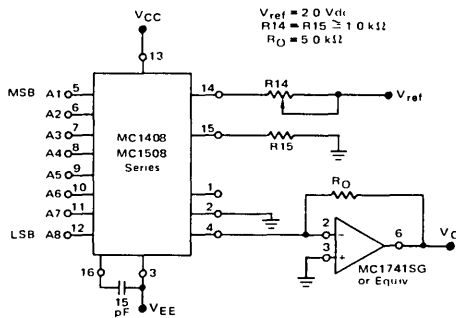 VCC
Vref = 2.0 Vdc
R14 = R15 ≥ 1.0 kΩ
RO = 5.0 kΩ
13
MSB A1 5
A2 6
A3 7
A4 8
A5 9
A6 10
A7 11
LSB A8 12
MC1408
MC1508
Series
14 R14 Vref
15 R15
1
2
4
RO
2 −
3 +
6 VO
MC1741SG
or Equiv
16 3
15
pF
VEE